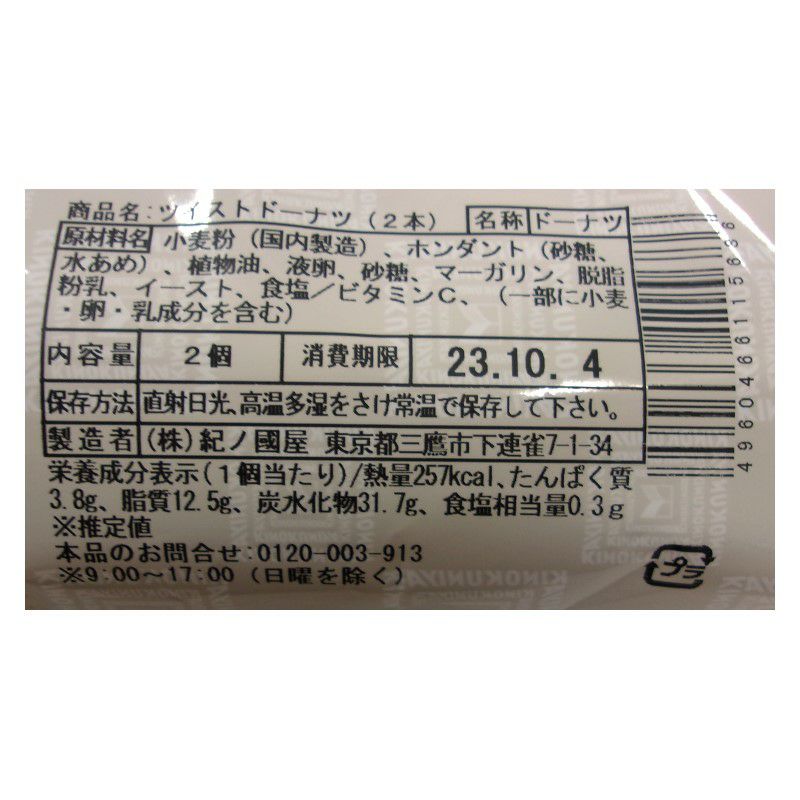 商品名:ツイストドーナツ(2本) 名称 ドーナツ
原材料名 小麦粉(国内製造)、ホンダント(砂糖、
水あめ)、植物油、液卵、砂糖、マーガリン、脱脂
粉乳、イースト、食塩/ビタミンC、(一部に小麦
・卵・乳成分を含む)
内容量 2個 消費期限 23.10. 4
保存方法 直射日光、高温多湿をさけ常温で保存して下さい。
製造者 (株)紀ノ國屋 東京都三鷹市下連雀7-1-34
栄養成分表示(1個当たり)/熱量257kcal、たんぱく質
3.8g、脂質12.5g、炭水化物31.7g、食塩相当量0.3g
※推定値
本品のお問合せ:0120-003-913
※9:00～17:00(日曜を除く)
プラ
4960466115636
KINOKUNIYA